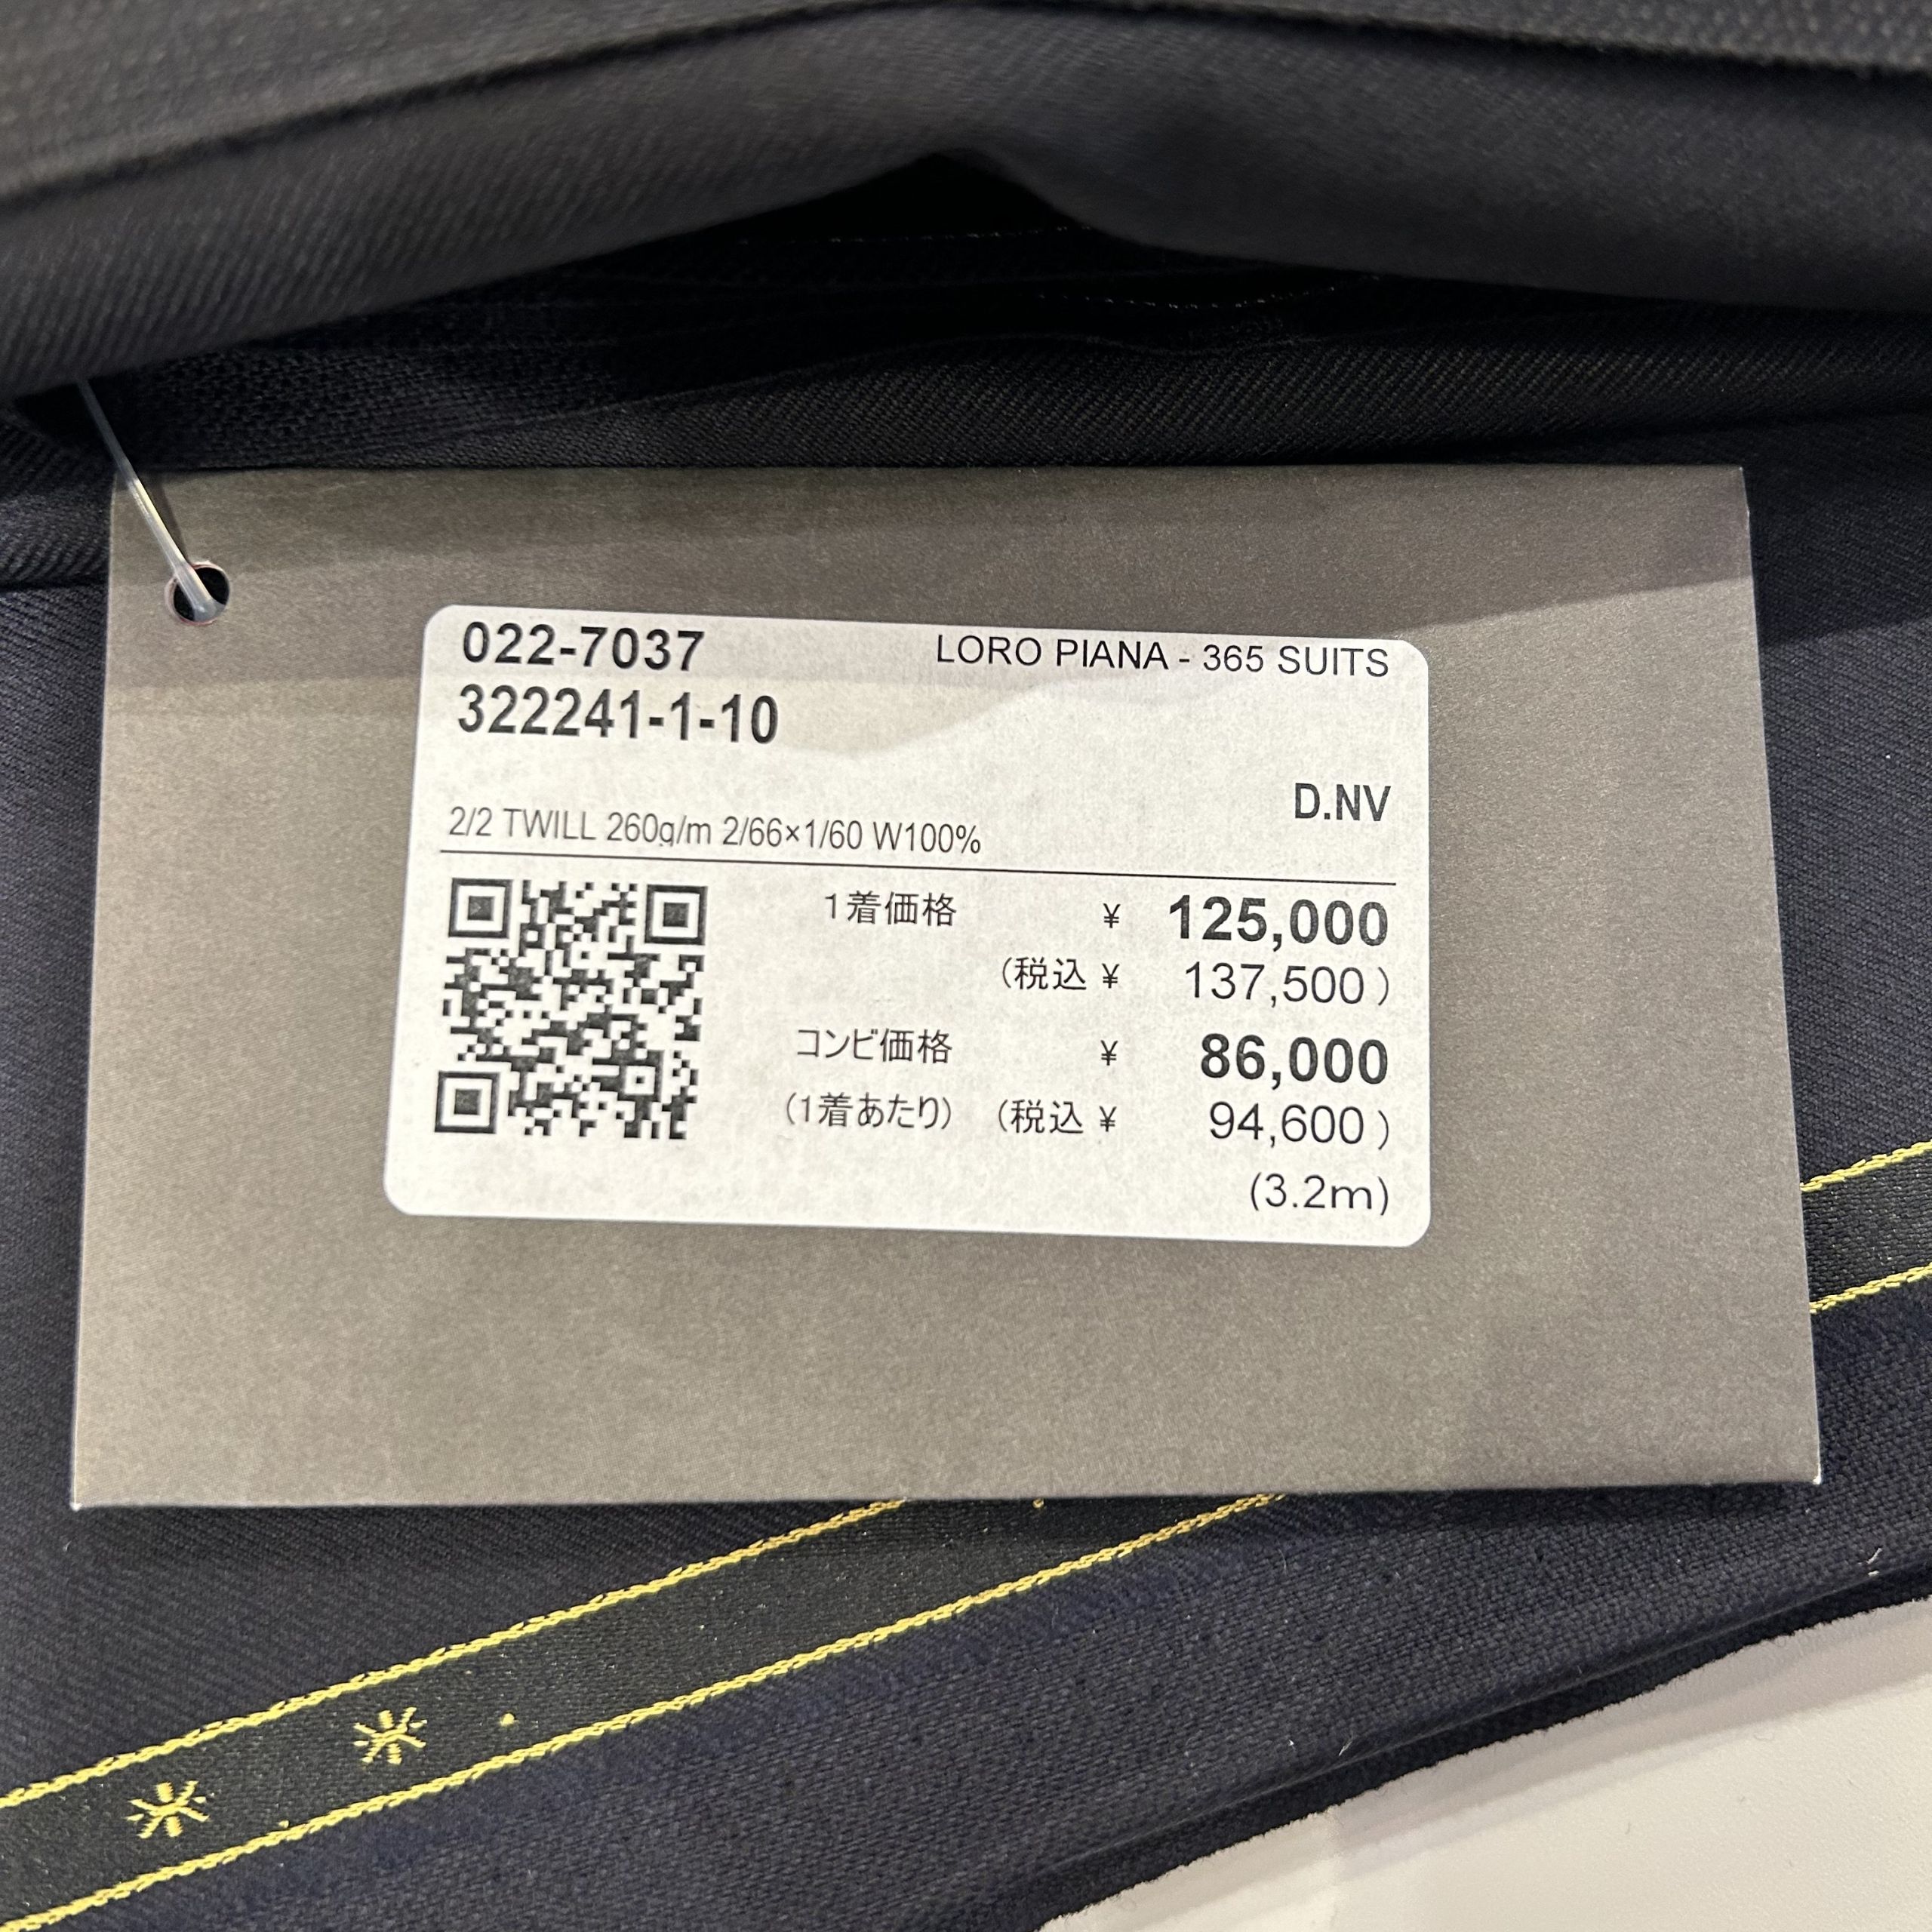 022-7037 LORO PIANA - 365 SUITS
322241-1-10
D.NV
2/2 TWILL 260g/m 2/66×1/60 W100%
1着価格 ¥ 125,000
(税込 ¥ 137,500)
コンビ価格 ¥ 86,000
(1着あたり) (税込 ¥ 94,600)
(3.2m)